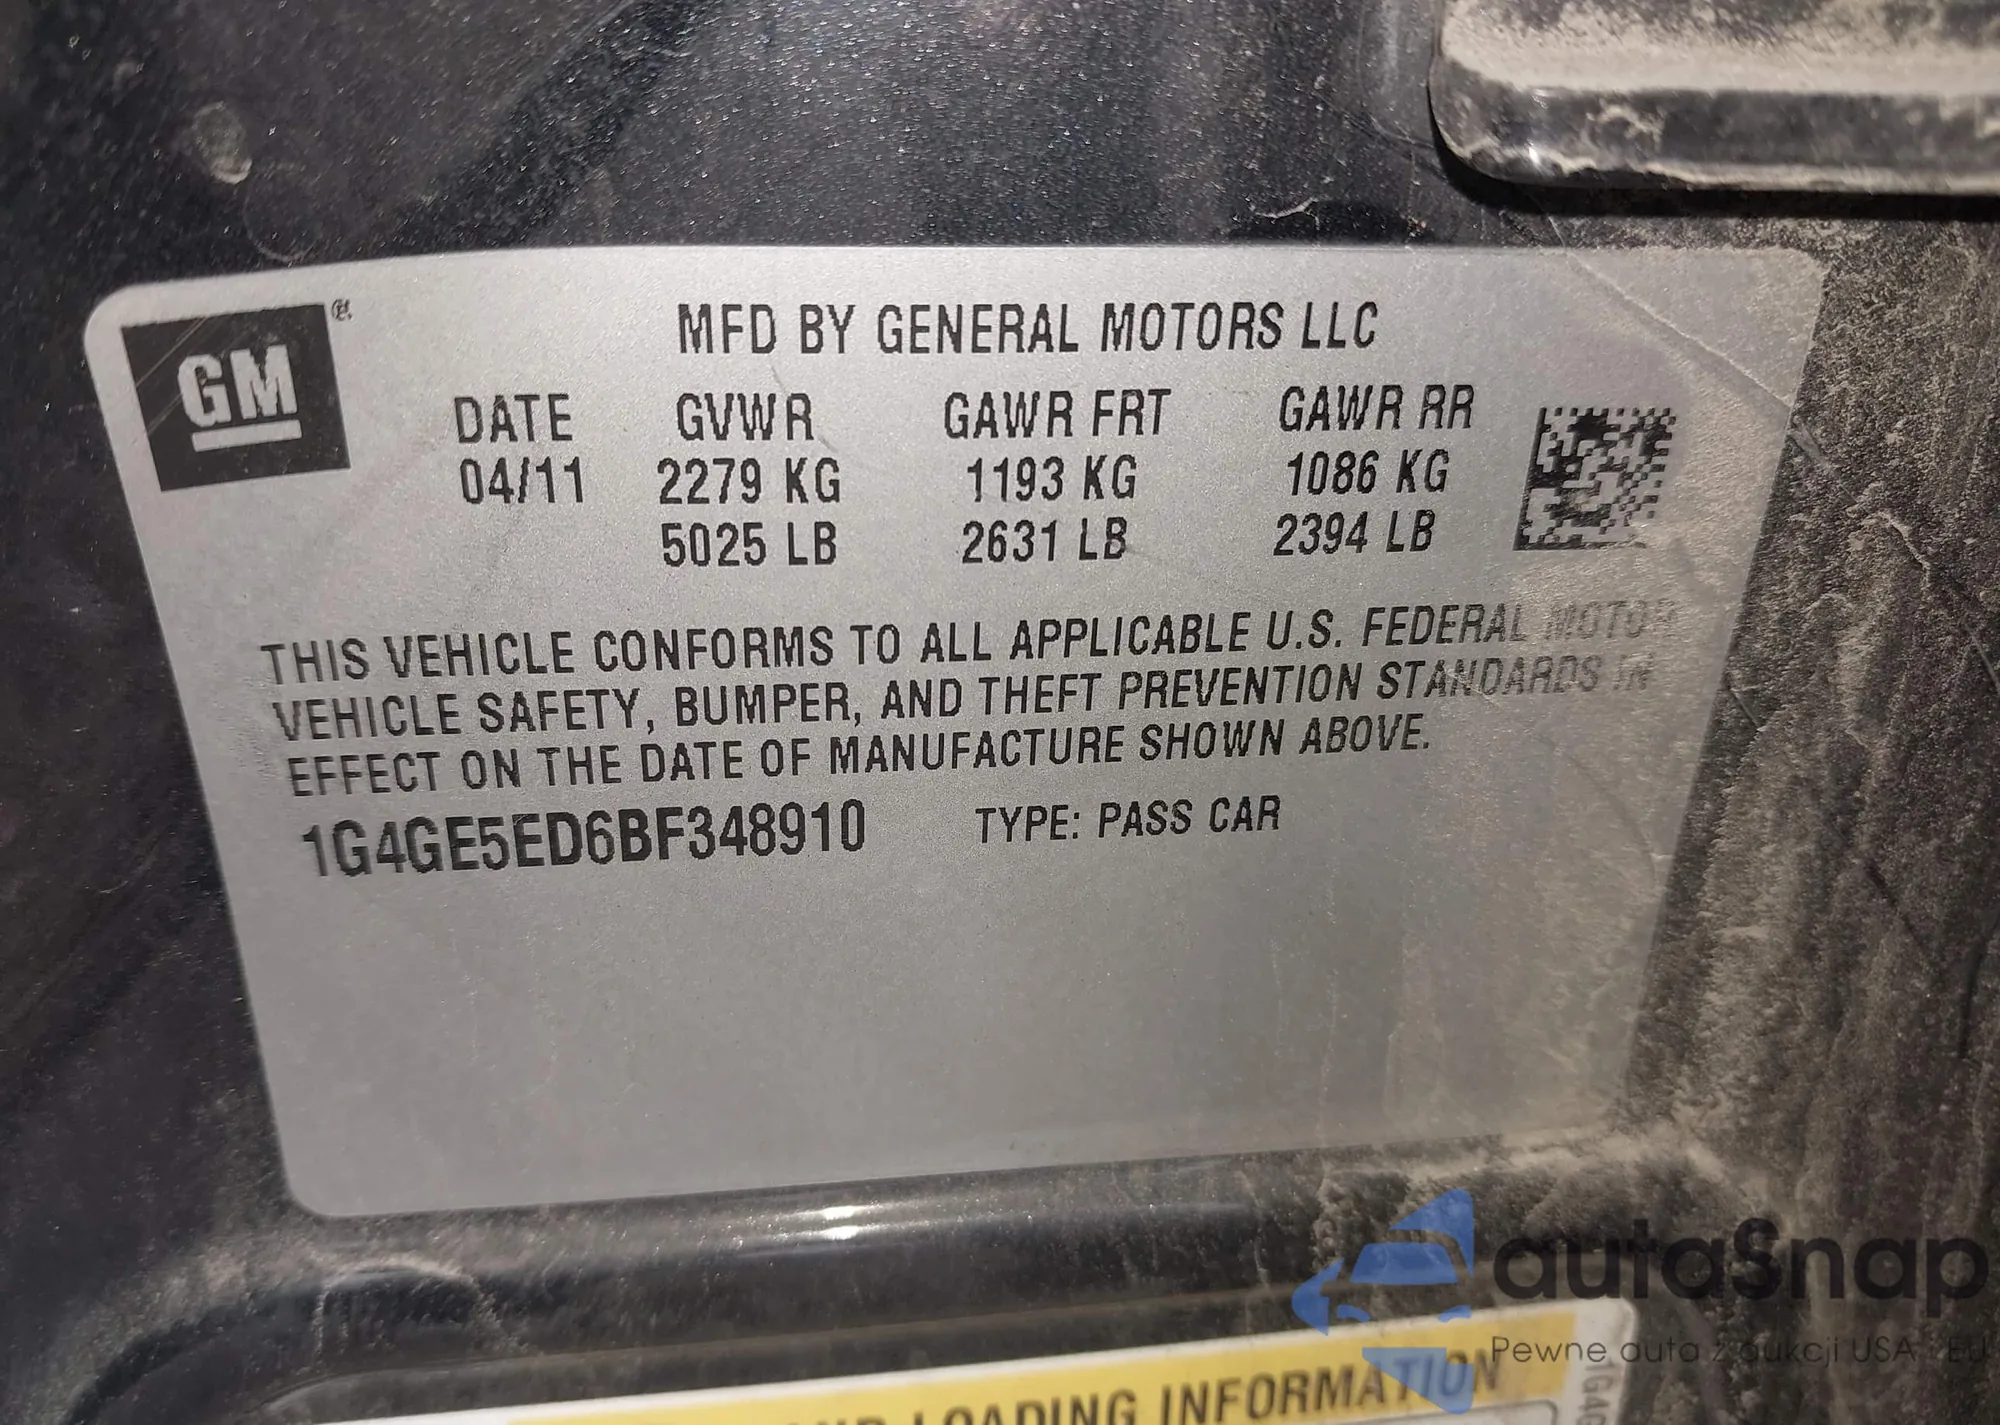 GM
MFD BY GENERAL MOTORS LLC
DATE GVWR GAWR FRT GAWR RR
04/11 2279 KG 1193 KG 1086 KG
5025 LB 2631 LB 2394 LB
THIS VEHICLE CONFORMS TO ALL APPLICABLE U.S. FEDERAL MOTOR
VEHICLE SAFETY, BUMPER, AND THEFT PREVENTION STANDARDS IN
EFFECT ON THE DATE OF MANUFACTURE SHOWN ABOVE.
1G4GE5ED6BF348910 TYPE: PASS CAR
autaSnap
Pewne auta z aukcji USA i EU
AND LOADING INFORMATION